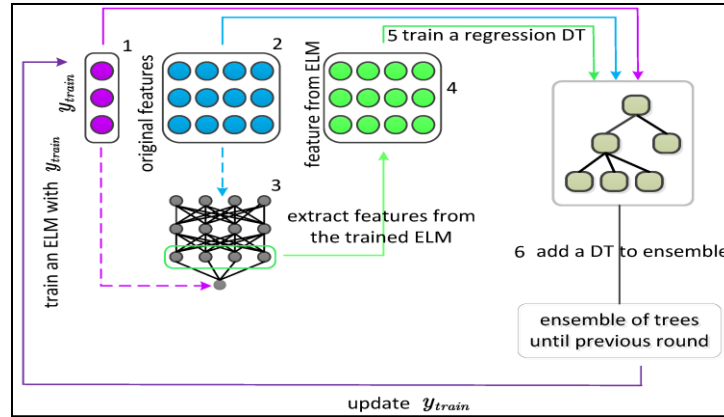 1
2
5 train a regression DT
4
y_train
original features
feature from ELM
train an ELM with y_train
3
extract features from
the trained ELM
6 add a DT to ensemble
ensemble of trees
until previous round
update y_train